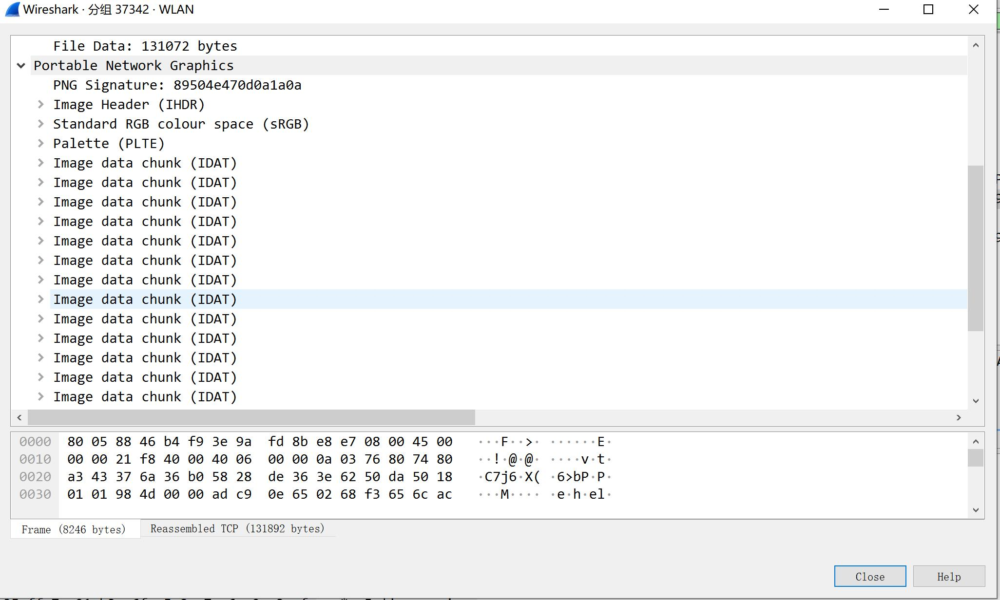 Wireshark · 分组 37342 · WLAN
File Data: 131072 bytes
Portable Network Graphics
PNG Signature: 89504e470d0a1a0a
Image Header (IHDR)
Standard RGB colour space (sRGB)
Palette (PLTE)
Image data chunk (IDAT)
Image data chunk (IDAT)
Image data chunk (IDAT)
Image data chunk (IDAT)
Image data chunk (IDAT)
Image data chunk (IDAT)
Image data chunk (IDAT)
Image data chunk (IDAT)
Image data chunk (IDAT)
Image data chunk (IDAT)
Image data chunk (IDAT)
Image data chunk (IDAT)
Image data chunk (IDAT)
0000 80 05 88 46 b4 f9 3e 9a fd 8b e8 e7 08 00 45 00 ···F··>· ······E·
0010 00 00 21 f8 40 00 40 06 00 00 0a 03 76 80 74 80 ··!·@·@· ····v·t·
0020 a3 43 37 6a 36 b0 58 28 de 36 3e 62 50 da 50 18 ·C7j6·X( ·6>bP·P·
0030 01 01 98 4d 00 00 ad c9 0e 65 02 68 f3 65 6c ac ···M···· ·e·h·el·
Frame (8246 bytes) Reassembled TCP (131892 bytes)
Close Help